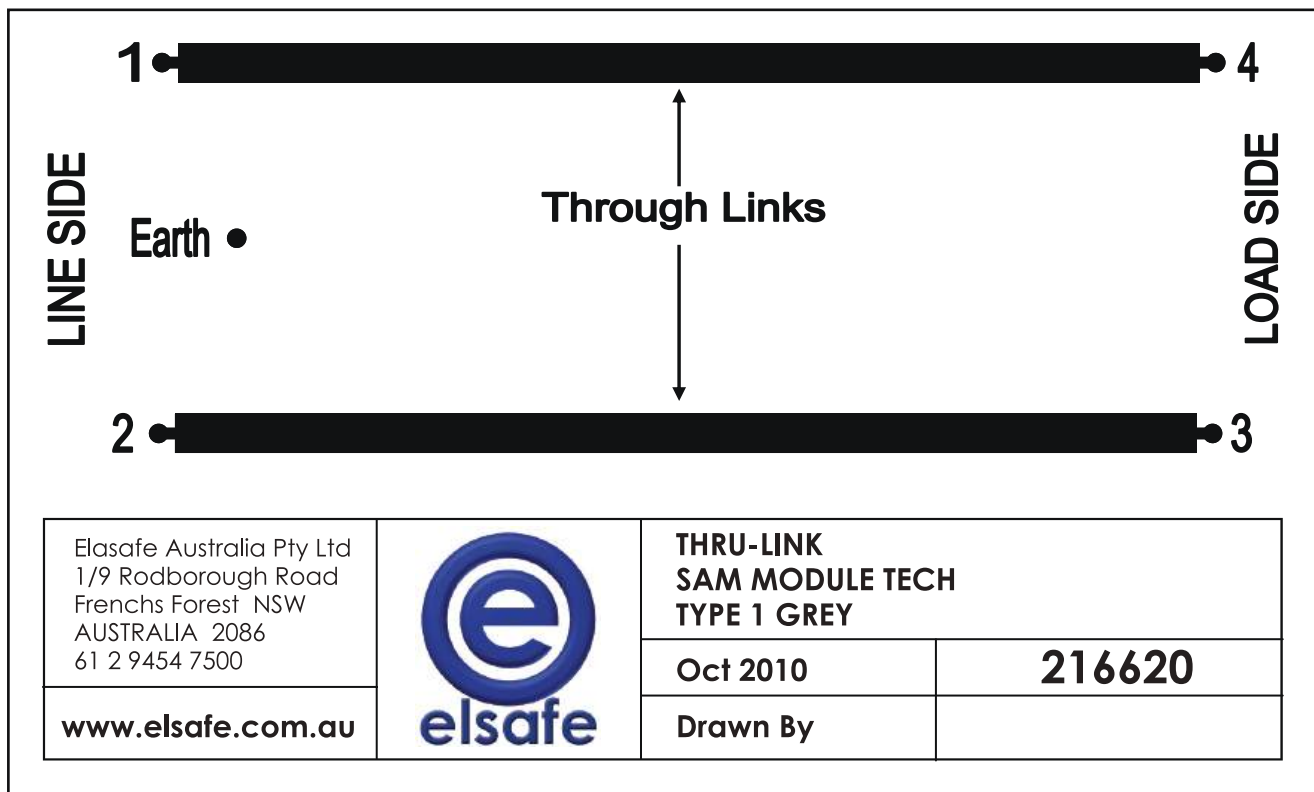 1
4
LINE SIDE
Through Links
LOAD SIDE
Earth
2
3
Elasafe Australia Pty Ltd
1/9 Rodborough Road
Frenchs Forest NSW
AUSTRALIA 2086
61 2 9454 7500
www.elsafe.com.au
e
elsafe
THRU-LINK
SAM MODULE TECH
TYPE 1 GREY
Oct 2010
216620
Drawn By